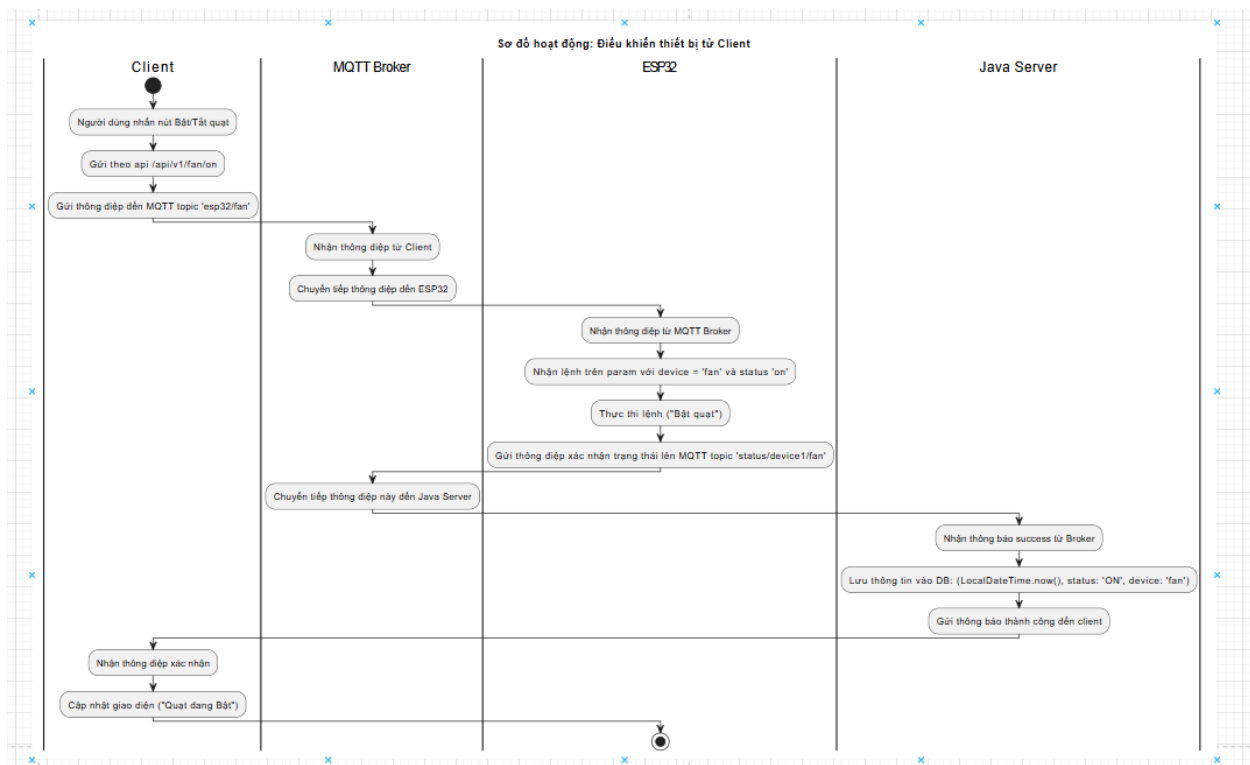 Sơ đồ hoạt động: Điều khiển thiết bị từ Client
Client
MQTT Broker
ESP32
Java Server
Người dùng nhấn nút Bật/Tắt quạt
Gửi theo api /api/v1/fan/on
Gửi thông điệp đến MQTT topic 'esp32/fan'
Nhận thông điệp từ Client
Chuyển tiếp thông điệp đến ESP32
Nhận thông điệp từ MQTT Broker
Nhận lệnh trên param với device = 'fan' và status 'on'
Thực thi lệnh ("Bật quạt")
Gửi thông điệp xác nhận trạng thái lên MQTT topic 'status/device1/fan'
Chuyển tiếp thông điệp này đến Java Server
Nhận thông báo success từ Broker
Lưu thông tin vào DB: (LocalDateTime.now(), status: 'ON', device: 'fan')
Gửi thông báo thành công đến client
Nhận thông điệp xác nhận
Cập nhật giao diện ("Quạt đang Bật")